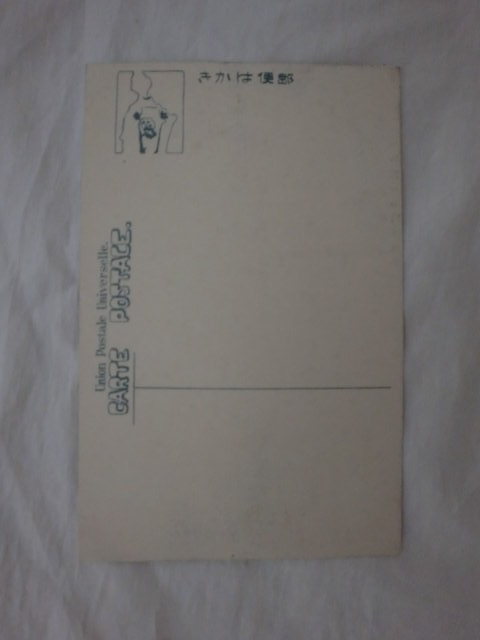 きかは便郵
Union Postale Universelle.
CARTE POSTALE.